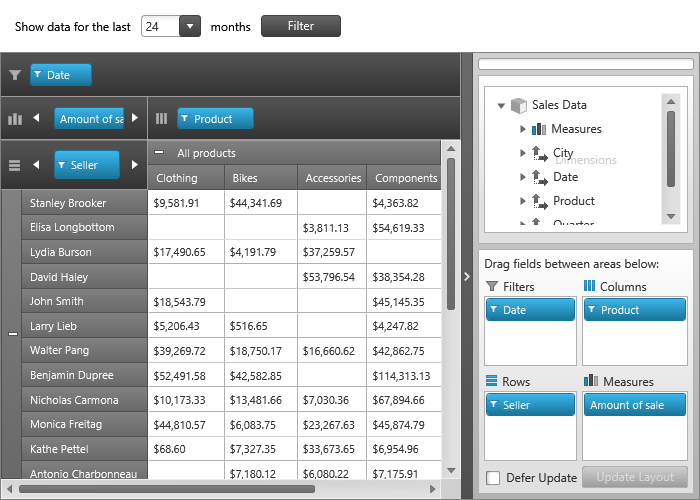 Show data for the last 24 months Filter
Date
Amount of sa Product
Seller All products
Clothing Bikes Accessories Components
Stanley Brooker $9,581.91 $44,341.69 $4,363.82
Elisa Longbottom $3,811.13 $54,619.33
Lydia Burson $17,490.65 $4,191.79 $37,259.57
David Haley $53,796.54 $38,354.28
John Smith $18,543.79 $45,145.35
Larry Lieb $5,206.43 $516.65 $4,247.82
Walter Pang $39,269.72 $18,750.17 $16,660.62 $42,862.75
Benjamin Dupree $52,491.58 $42,582.85 $114,313.13
Nicholas Carmona $10,173.33 $13,481.66 $7,030.36 $67,894.66
Monica Freitag $44,810.57 $6,083.75 $23,267.63 $45,874.79
Kathe Pettel $68.60 $7,327.35 $33,673.65 $6,954.96
Antonio Charbonneau $7,180.12 $6,080.22 $7,175.91
Sales Data
Measures
City
Dimensions
Date
Product
Quarter
Drag fields between areas below:
Filters Columns
Date Product
Rows Measures
Seller Amount of sale
Defer Update Update Layout